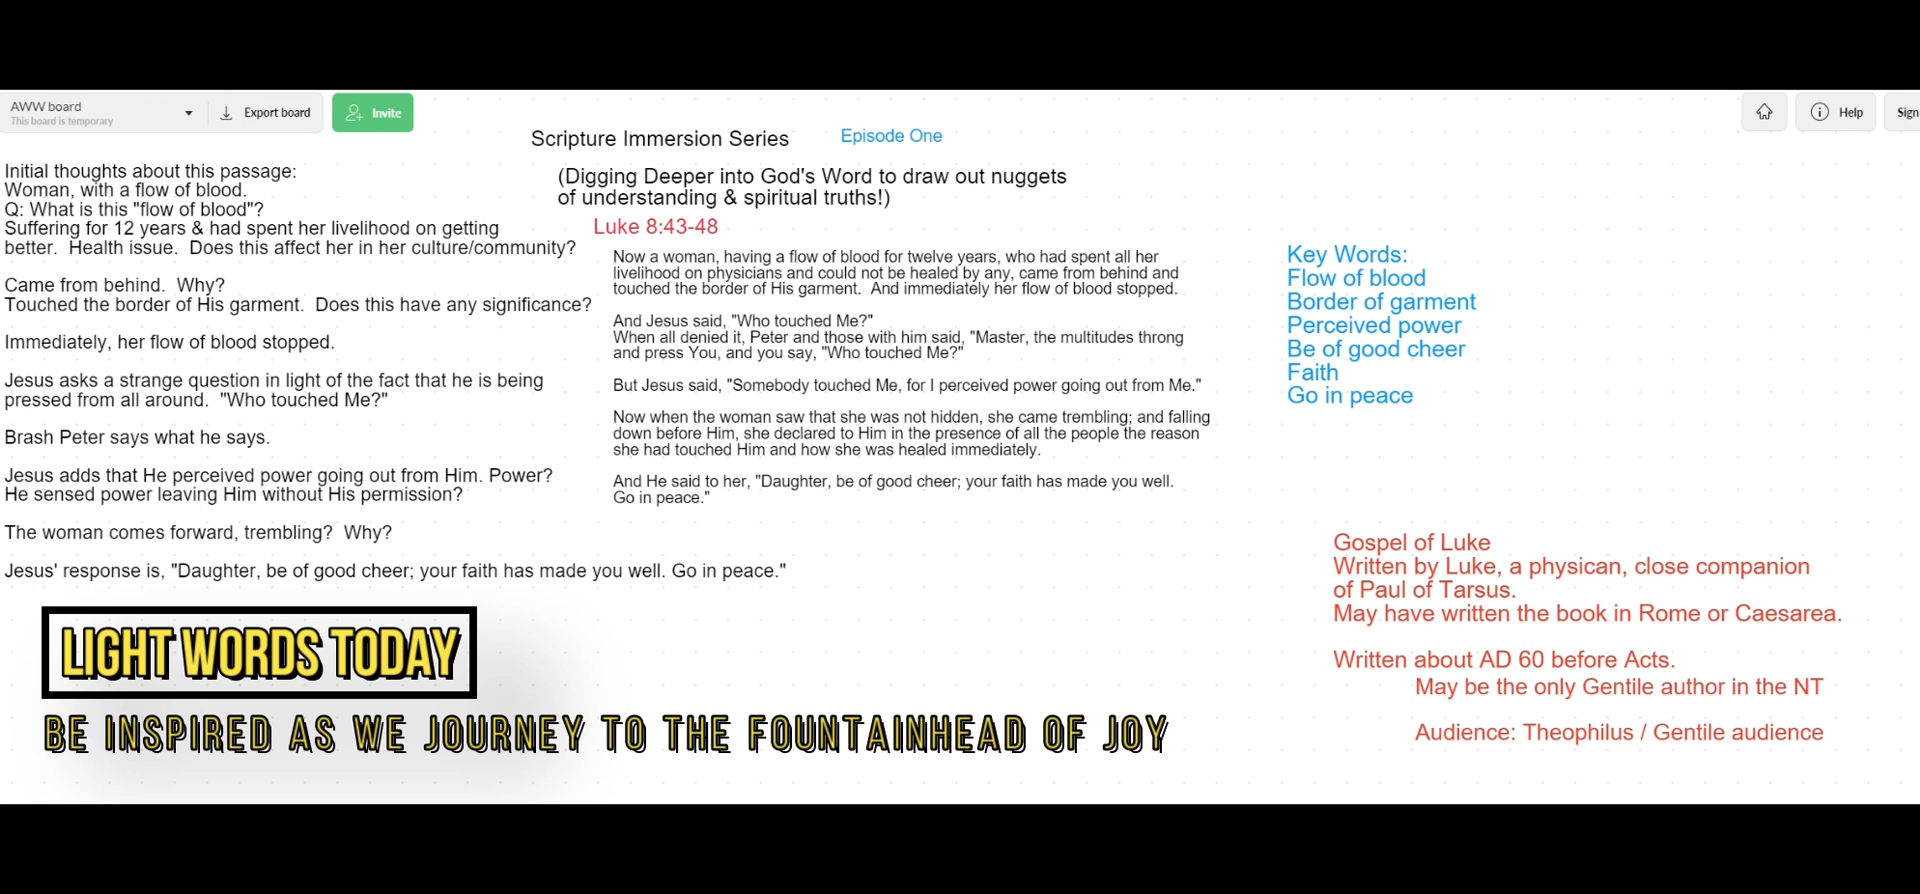 AWW board
This board is temporary
Export board
Invite
Help
Sign
Scripture Immersion Series
Episode One
(Digging Deeper into God's Word to draw out nuggets
of understanding & spiritual truths!)
Initial thoughts about this passage:
Woman, with a flow of blood.
Q: What is this "flow of blood"?
Suffering for 12 years & had spent her livelihood on getting
better.  Health issue.  Does this affect her in her culture/community?
Came from behind.  Why?
Touched the border of His garment.  Does this have any significance?
Immediately, her flow of blood stopped.
Jesus asks a strange question in light of the fact that he is being
pressed from all around.  "Who touched Me?"
Brash Peter says what he says.
Jesus adds that He perceived power going out from Him. Power?
He sensed power leaving Him without His permission?
The woman comes forward, trembling?  Why?
Jesus' response is, "Daughter, be of good cheer; your faith has made you well. Go in peace."
Luke 8:43-48
Now a woman, having a flow of blood for twelve years, who had spent all her
livelihood on physicians and could not be healed by any, came from behind and
touched the border of His garment.  And immediately her flow of blood stopped.
And Jesus said, "Who touched Me?"
When all denied it, Peter and those with him said, "Master, the multitudes throng
and press You, and you say, "Who touched Me?"
But Jesus said, "Somebody touched Me, for I perceived power going out from Me."
Now when the woman saw that she was not hidden, she came trembling; and falling
down before Him, she declared to Him in the presence of all the people the reason
she had touched Him and how she was healed immediately.
And He said to her, "Daughter, be of good cheer; your faith has made you well.
Go in peace."
Key Words:
Flow of blood
Border of garment
Perceived power
Be of good cheer
Faith
Go in peace
Gospel of Luke
Written by Luke, a physican, close companion
of Paul of Tarsus.
May have written the book in Rome or Caesarea.
Written about AD 60 before Acts.
May be the only Gentile author in the NT
Audience: Theophilus / Gentile audience
LIGHT WORDS TODAY
BE INSPIRED AS WE JOURNEY TO THE FOUNTAINHEAD OF JOY